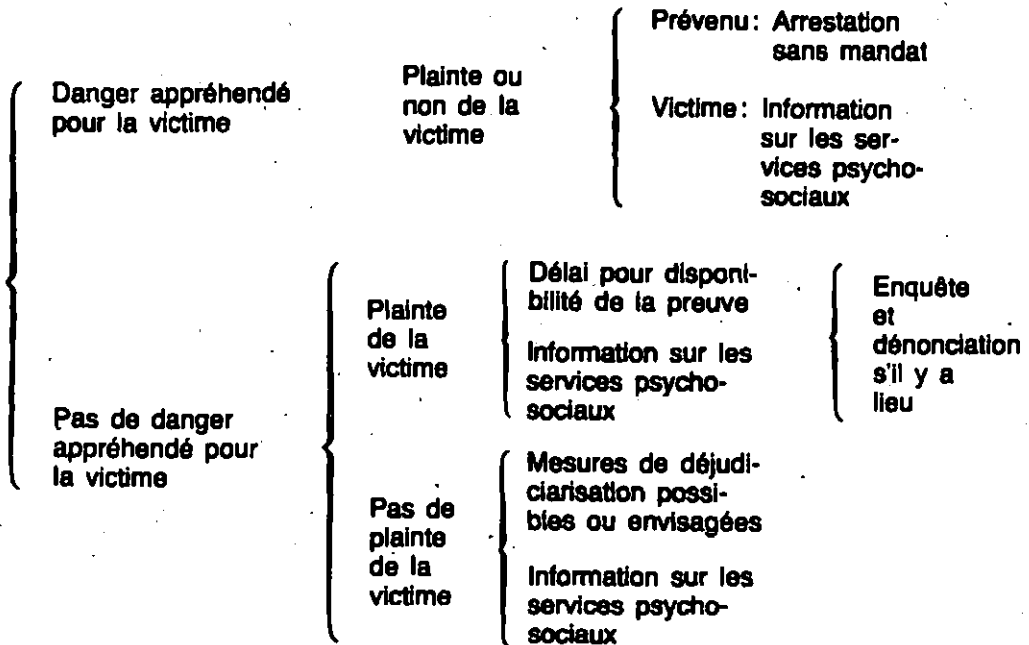 Danger appréhendé
pour la victime
Plainte ou
non de la
victime
Prévenu: Arrestation
sans mandat
Victime: Information
sur les ser-
vices psycho-
sociaux
Pas de danger
appréhendé pour
la victime
Plainte
de la
victime
Délai pour disponi-
bilité de la preuve
Information sur les
services psycho-
sociaux
Enquête
et
dénonciation
s'il y a
lieu
Pas de
plainte
de la
victime
Mesures de déjudi-
ciarisation possi-
bles ou envisagées
Information sur les
services psycho-
sociaux